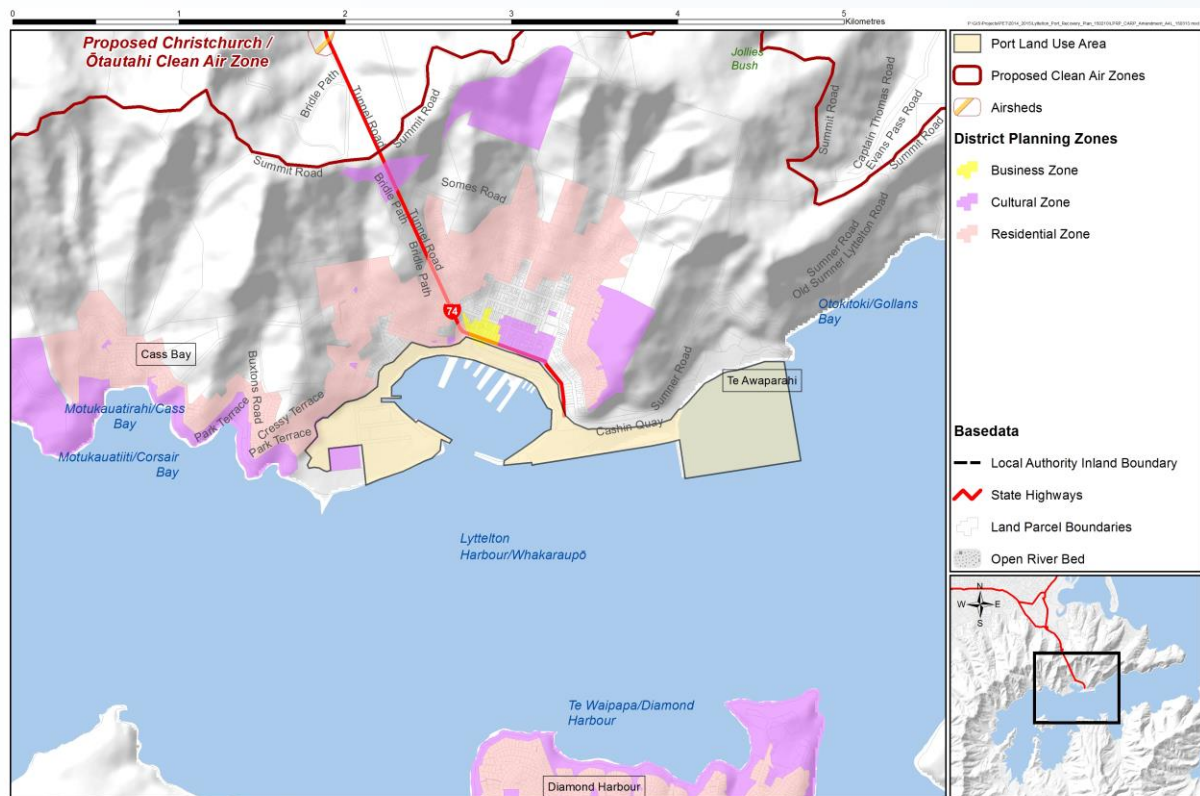 0
1
2
3
4
5
Kilometres
Proposed Christchurch /
Ōtautahi Clean Air Zone
Bridle Path
Tunnel Road
Summit Road
Jollies
Bush
Summit Road
Captain Thomas Road
Evans Pass Road
Summit Road
Summit Road
Bridle Path
Somes Road
Tunnel Road
Bridle Path
Sumner Road
Old Sumner Lyttelton Road
Otokitoki/Gollans
Bay
74
Cass Bay
Buxtons Road
Te Awaparahi
Sumner Road
Motukauatirahi/Cass
Bay
Park Terrace
Cressy Terrace
Park Terrace
Cashin Quay
Motukauatiiti/Corsair
Bay
Lyttelton
Harbour/Whakaraupō
Te Waipapa/Diamond
Harbour
Diamond Harbour
Port Land Use Area
Proposed Clean Air Zones
Airsheds
District Planning Zones
Business Zone
Cultural Zone
Residential Zone
Basedata
Local Authority Inland Boundary
State Highways
Land Parcel Boundaries
Open River Bed
N
W
E
S